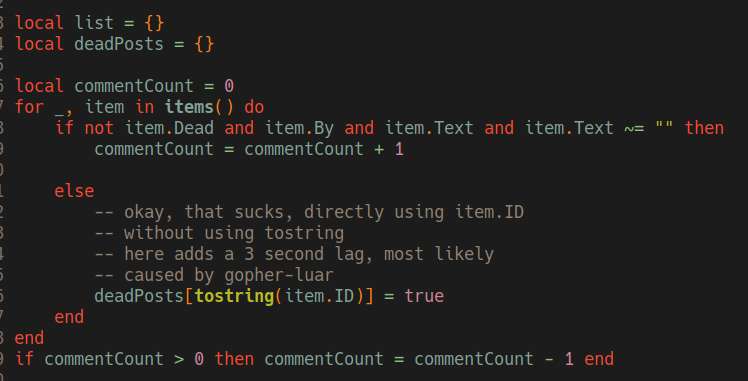 local list = {}
local deadPosts = {}
local commentCount = 0
for _, item in items() do
if not item.Dead and item.By and item.Text and item.Text ~= "" then
commentCount = commentCount + 1
else
-- okay, that sucks, directly using item.ID
-- without using tostring
-- here adds a 3 second lag, most likely
-- caused by gopher-luar
deadPosts[tostring(item.ID)] = true
end
end
if commentCount > 0 then commentCount = commentCount - 1 end